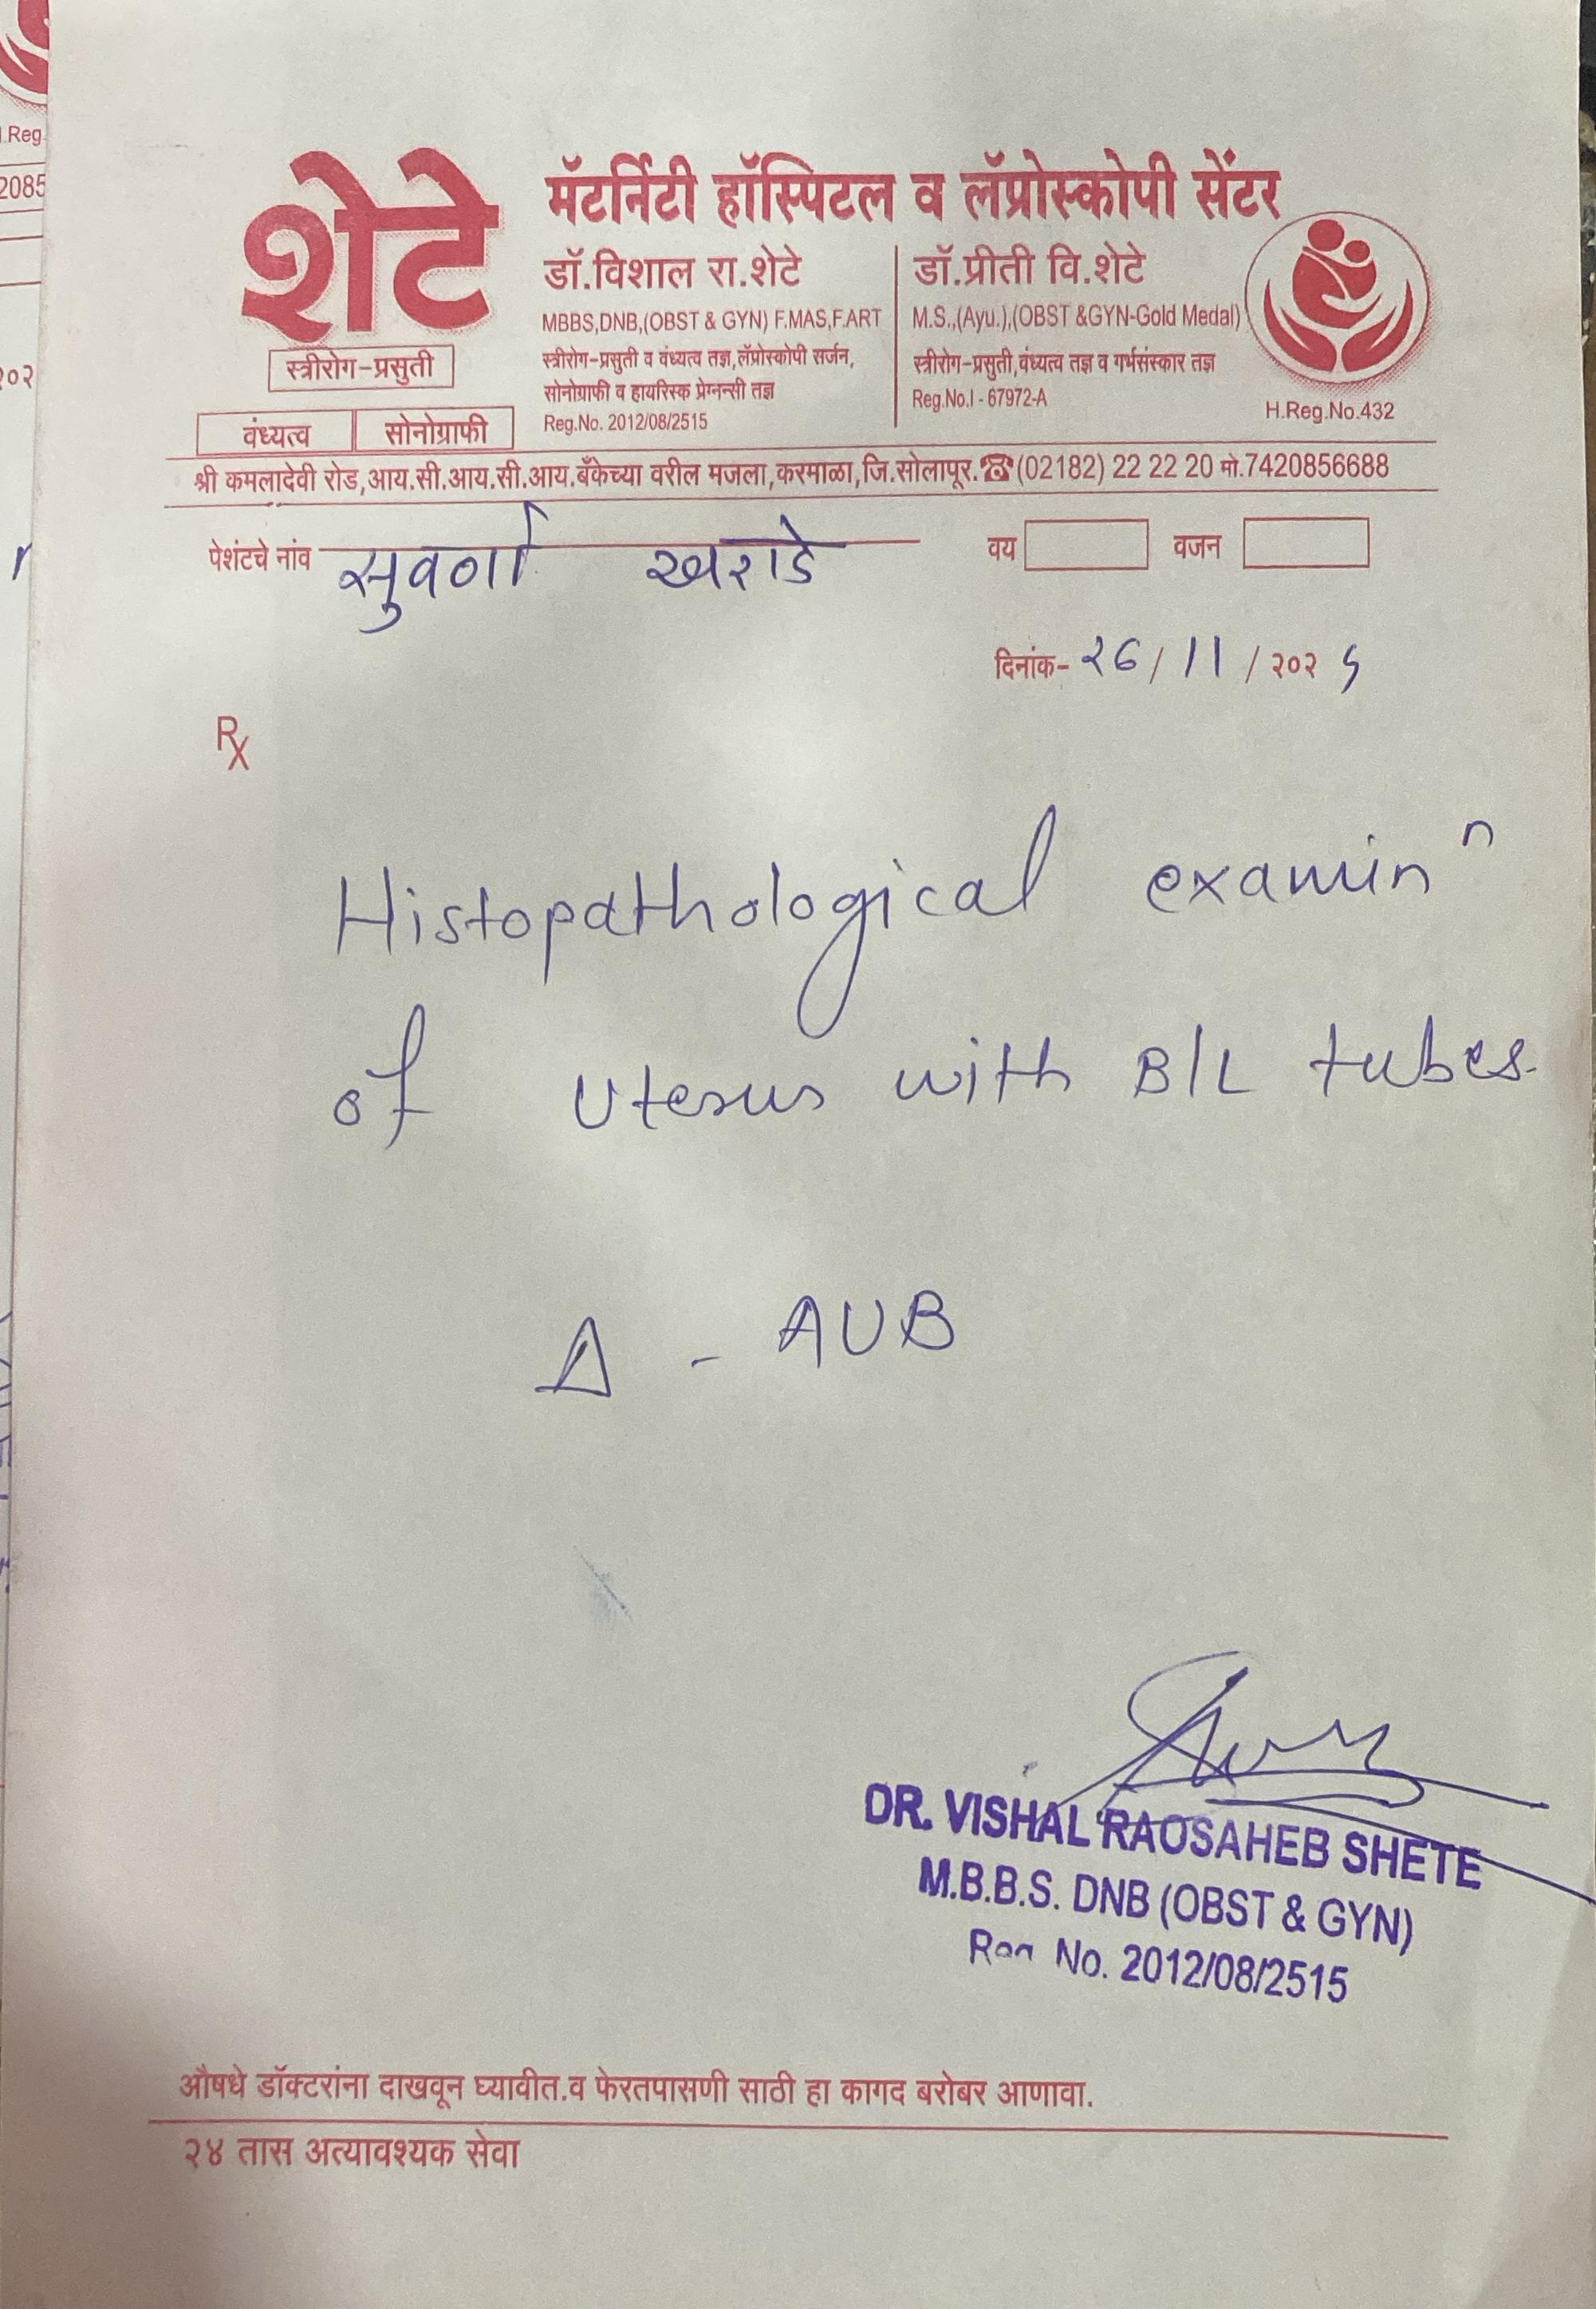 शेटे
मॅटर्निटी हॉस्पिटल व लॅप्रोस्कोपी सेंटर
डॉ.विशाल रा.शेटे
MBBS,DNB,(OBST & GYN) F.MAS,F.ART
स्त्रीरोग-प्रसुती व वंध्यत्व तज्ञ,लॅप्रोस्कोपी सर्जन,
सोनोग्राफी व हायरिस्क प्रेग्नन्सी तज्ञ
Reg.No. 2012/08/2515
डॉ.प्रीती वि.शेटे
M.S.,(Ayu.),(OBST &GYN-Gold Medal)
स्त्रीरोग-प्रसुती,वंध्यत्व तज्ञ व गर्भसंस्कार तज्ञ
Reg.No.I - 67972-A
H.Reg.No.432
स्त्रीरोग-प्रसुती
वंध्यत्व सोनोग्राफी
श्री कमलादेवी रोड,आय.सी.आय.सी.आय.बँकेच्या वरील मजला,करमाळा,जि.सोलापूर.☎(02182) 22 22 20 मो.7420856688
पेशंटचे नांव सुवर्णा खराडे वय वजन
दिनांक- २6/11/२०२५
Rx
Histopathological examinⁿ
of Uterus with B/L tubes.
Δ - AUB
DR. VISHAL RAOSAHEB SHETE
M.B.B.S. DNB (OBST & GYN)
Reg No. 2012/08/2515
औषधे डॉक्टरांना दाखवून घ्यावीत.व फेरतपासणी साठी हा कागद बरोबर आणावा.
२४ तास अत्यावश्यक सेवा